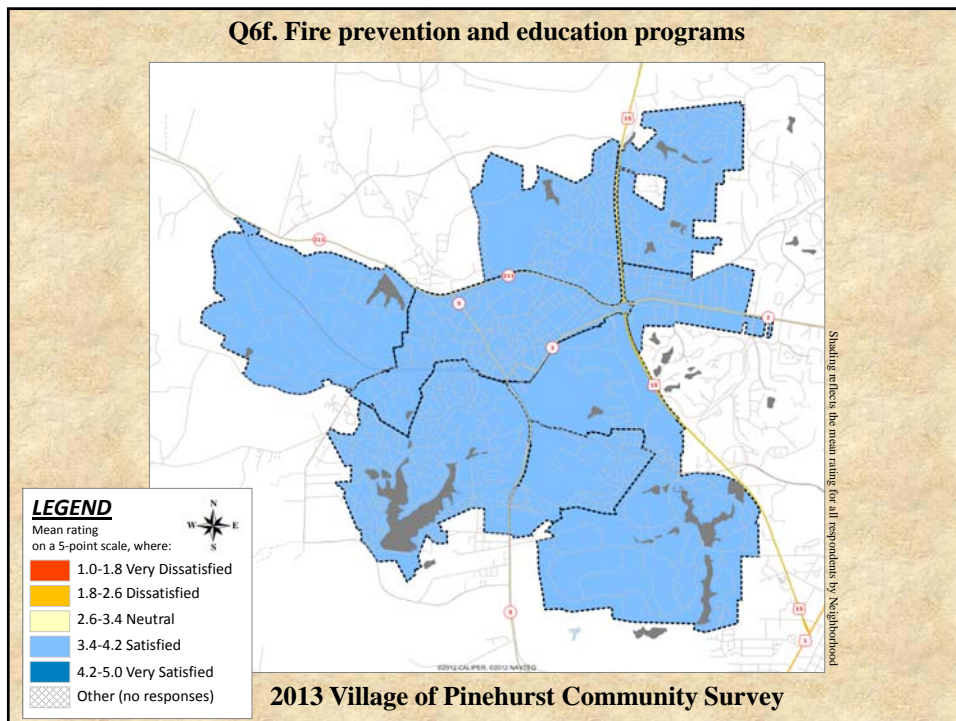 Q6f. Fire prevention and education programs
15
211
211
5
2
5
15
Shading reflects the mean rating for all respondents by Neighborhood
LEGEND
Mean rating
on a 5-point scale, where:
N
W E
S
1.0-1.8 Very Dissatisfied
1.8-2.6 Dissatisfied
2.6-3.4 Neutral
3.4-4.2 Satisfied
4.2-5.0 Very Satisfied
Other (no responses)
5
15
1
©2012 CALIPER; ©2012 NAVTEQ
2013 Village of Pinehurst Community Survey